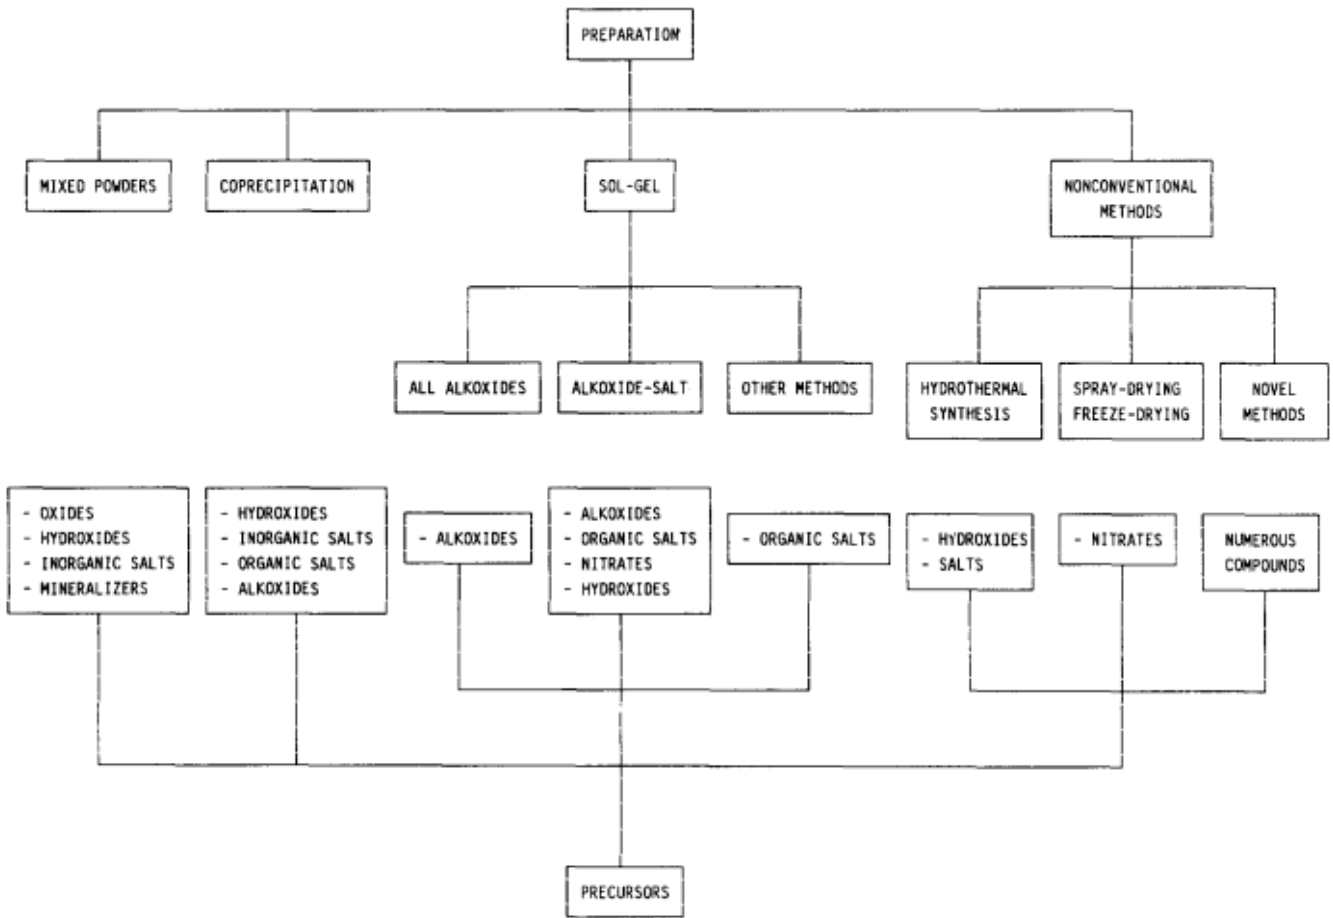 PREPARATION
MIXED POWDERS
COPRECIPITATION
SOL-GEL
NONCONVENTIONAL
METHODS
ALL ALKOXIDES
ALKOXIDE-SALT
OTHER METHODS
HYDROTHERMAL
SYNTHESIS
SPRAY-DRYING
FREEZE-DRYING
NOVEL
METHODS
- OXIDES
- HYDROXIDES
- INORGANIC SALTS
- MINERALIZERS
- HYDROXIDES
- INORGANIC SALTS
- ORGANIC SALTS
- ALKOXIDES
- ALKOXIDES
- ALKOXIDES
- ORGANIC SALTS
- NITRATES
- HYDROXIDES
- ORGANIC SALTS
- HYDROXIDES
- SALTS
- NITRATES
NUMEROUS
COMPOUNDS
PRECURSORS